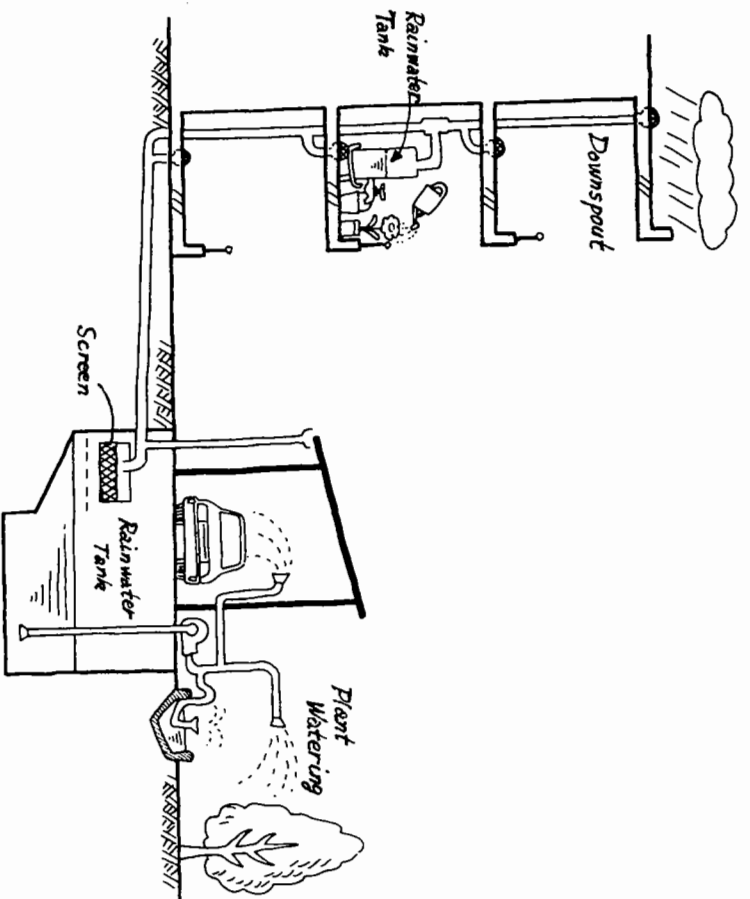 Rainwater
Tank
Downspout
Screen
Rainwater
Tank
Plant
Watering